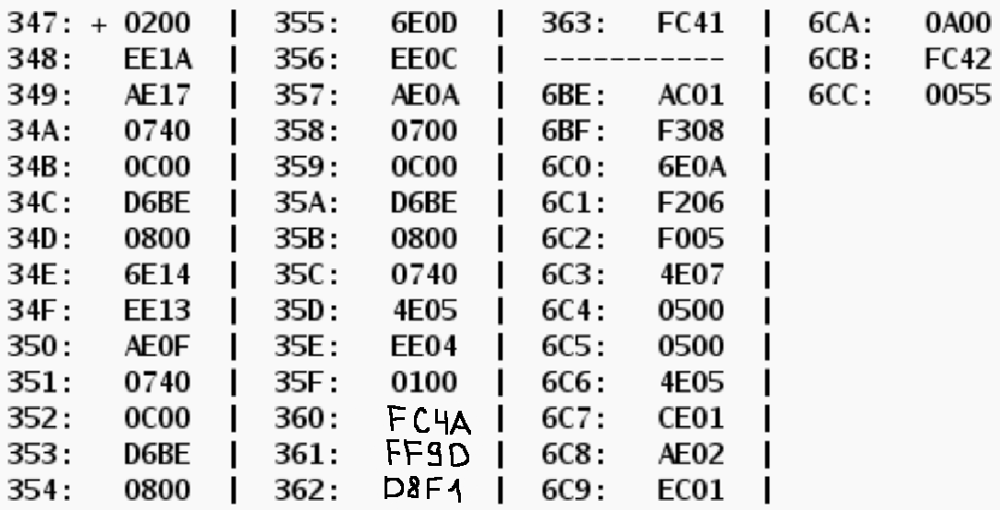 347: + 0200 | 355: 6E0D | 363: FC41 | 6CA: 0A00
348: EE1A | 356: EE0C | ----------- | 6CB: FC42
349: AE17 | 357: AE0A | 6BE: AC01 | 6CC: 0055
34A: 0740 | 358: 0700 | 6BF: F308 |
34B: 0C00 | 359: 0C00 | 6C0: 6E0A |
34C: D6BE | 35A: D6BE | 6C1: F206 |
34D: 0800 | 35B: 0800 | 6C2: F005 |
34E: 6E14 | 35C: 0740 | 6C3: 4E07 |
34F: EE13 | 35D: 4E05 | 6C4: 0500 |
350: AE0F | 35E: EE04 | 6C5: 0500 |
351: 0740 | 35F: 0100 | 6C6: 4E05 |
352: 0C00 | 360: FC4A | 6C7: CE01 |
353: D6BE | 361: FF9D | 6C8: AE02 |
354: 0800 | 362: D8F1 | 6C9: EC01 |